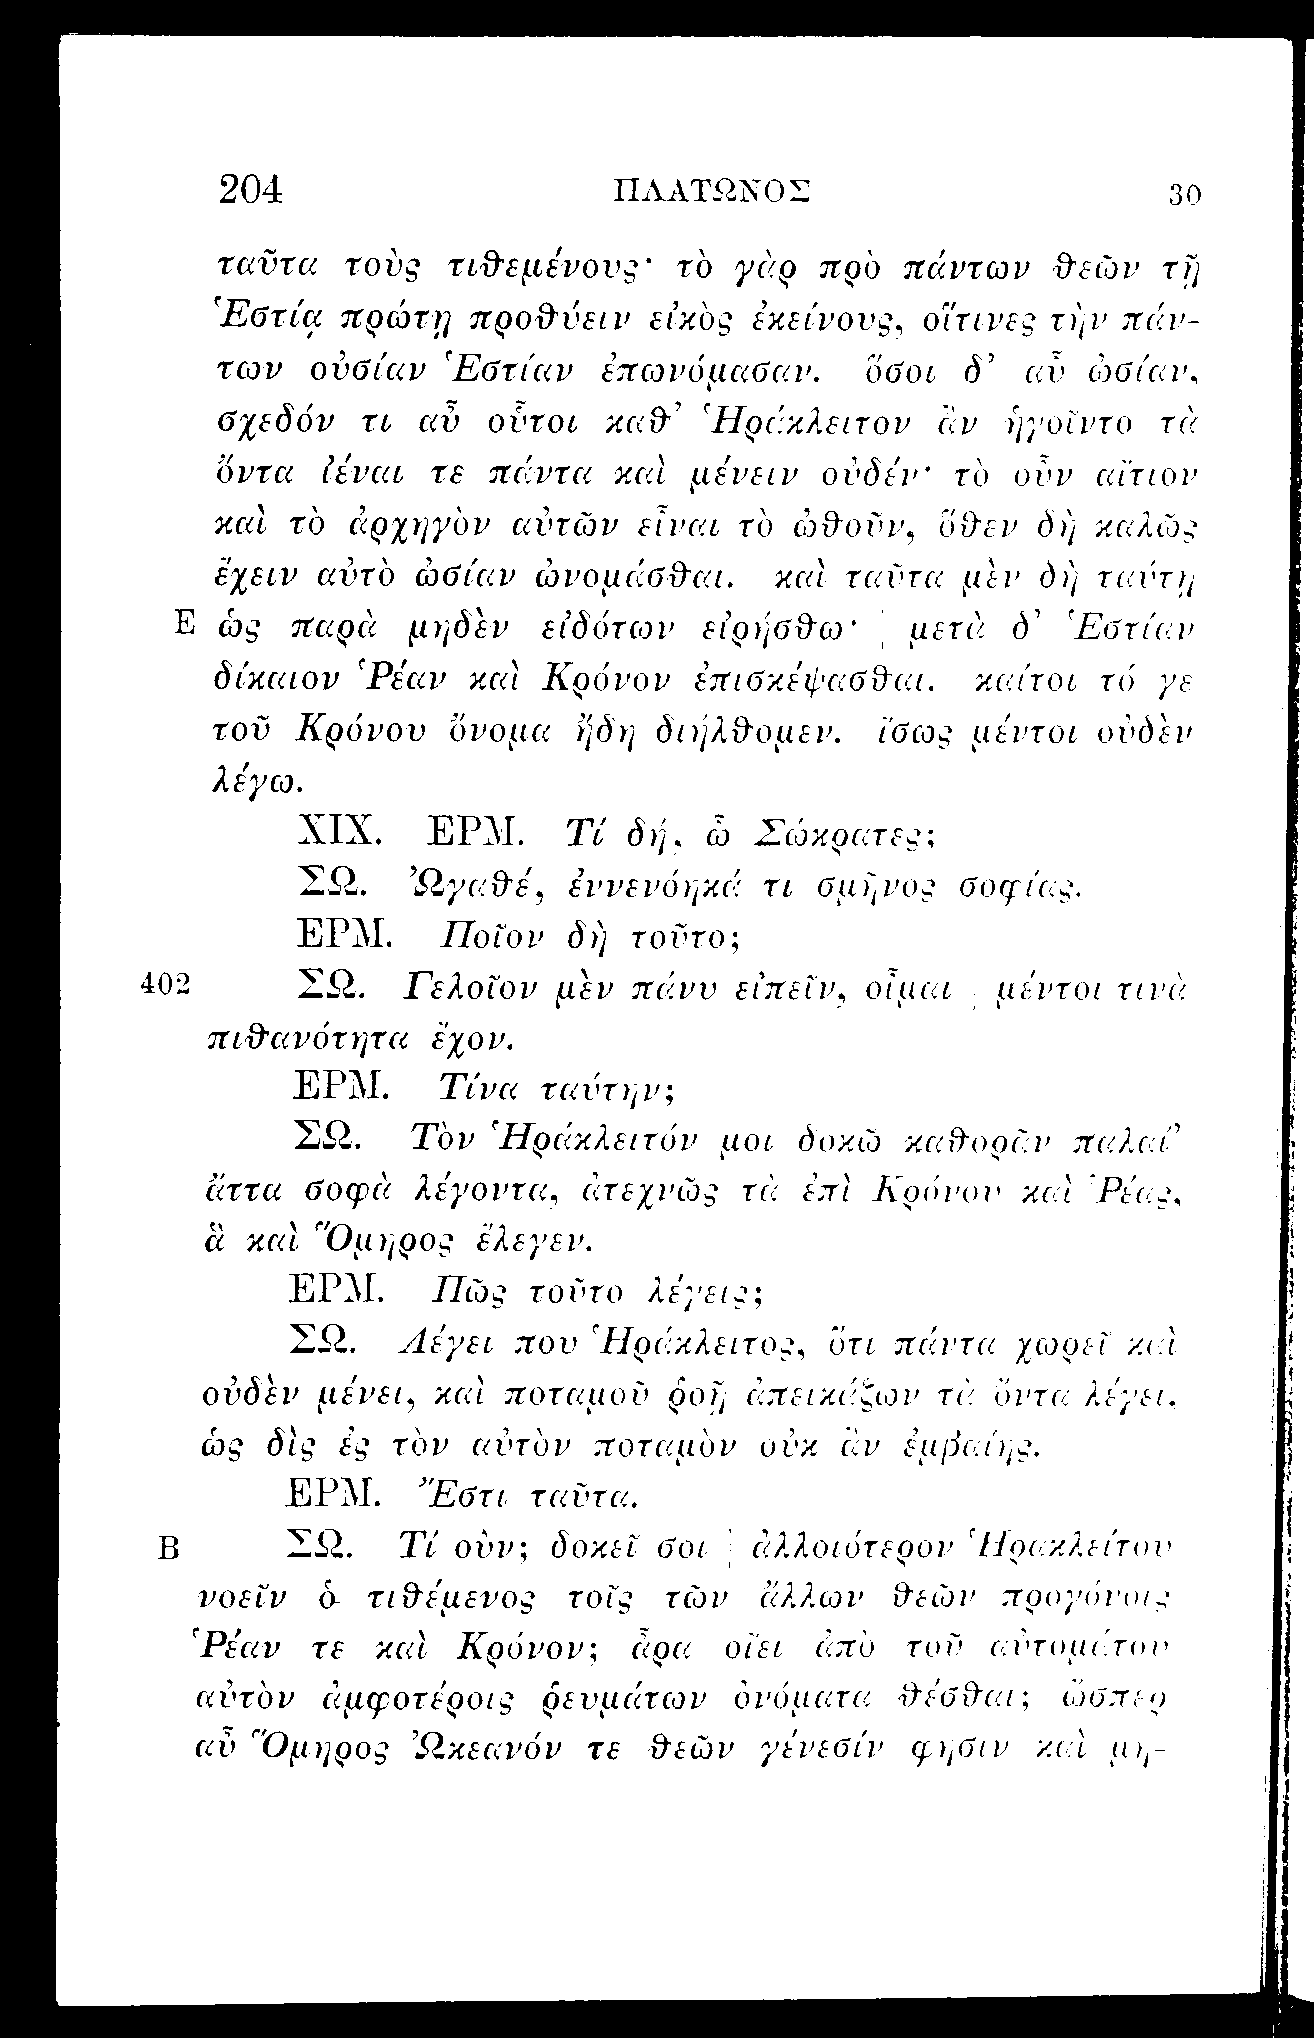 204 ΠΛΑΤΩΝΟΣ 30
ταῦτα τοὺς τιθεμένους· τὸ γὰρ πρὸ πάντων θεῶν τῇ
Ἑστίᾳ πρώτῃ προθύειν εἰκὸς ἐκείνους, οἵτινες τὴν πάν-
των οὐσίαν Ἑστίαν ἐπωνόμασαν. ὅσοι δ’ αὖ ὠσίαν,
σχεδόν τι αὖ οὗτοι καθ’ Ἡράκλειτον ἂν ἡγοῖντο τὰ
ὄντα ἰέναι τε πάντα καὶ μένειν οὐδέν· τὸ οὖν αἴτιον
καὶ τὸ ἀρχηγὸν αὐτῶν εἶναι τὸ ὠθοῦν, ὅθεν δὴ καλῶς
ἔχειν αὐτὸ ὠσίαν ὠνομάσθαι. καὶ ταῦτα μὲν δὴ ταύτῃ
E ὡς παρὰ μηδὲν εἰδότων εἰρήσθω· | μετὰ δ’ Ἑστίαν
δίκαιον Ῥέαν καὶ Κρόνον ἐπισκέψασθαι. καίτοι τό γε
τοῦ Κρόνου ὄνομα ἤδη διήλθομεν. ἴσως μέντοι οὐδὲν
λέγω.
XIX. ΕΡΜ. Τί δή, ὦ Σώκρατες;
ΣΩ. Ὠγαθέ, ἐννενόηκά τι σμῆνος σοφίας.
ΕΡΜ. Ποῖον δὴ τοῦτο;
402 ΣΩ. Γελοῖον μὲν πάνυ εἰπεῖν, οἶμαι | μέντοι τινὰ
πιθανότητα ἔχον.
ΕΡΜ. Τίνα ταύτην;
ΣΩ. Τὸν Ἡράκλειτόν μοι δοκῶ καθορᾶν παλαί’
ἄττα σοφὰ λέγοντα, ἀτεχνῶς τὰ ἐπὶ Κρόνου καὶ Ῥέας,
ἃ καὶ Ὅμηρος ἔλεγεν.
ΕΡΜ. Πῶς τοῦτο λέγεις;
ΣΩ. Λέγει που Ἡράκλειτος, ὅτι πάντα χωρεῖ καὶ
οὐδὲν μένει, καὶ ποταμοῦ ῥοῇ ἀπεικάζων τὰ ὄντα λέγει,
ὡς δὶς ἐς τὸν αὐτὸν ποταμὸν οὐκ ἂν ἐμβαίης.
ΕΡΜ. Ἔστι ταῦτα.
B ΣΩ. Τί οὖν; δοκεῖ σοι | ἀλλοιότερον Ἡρακλείτου
νοεῖν ὁ τιθέμενος τοῖς τῶν ἄλλων θεῶν προγόνοις
Ῥέαν τε καὶ Κρόνον; ἆρα οἴει ἀπὸ τοῦ αὐτομάτου
αὐτὸν ἀμφοτέροις ῥευμάτων ὀνόματα θέσθαι; ὥσπερ
αὖ Ὅμηρος Ὠκεανόν τε θεῶν γένεσίν φησιν καὶ μη-